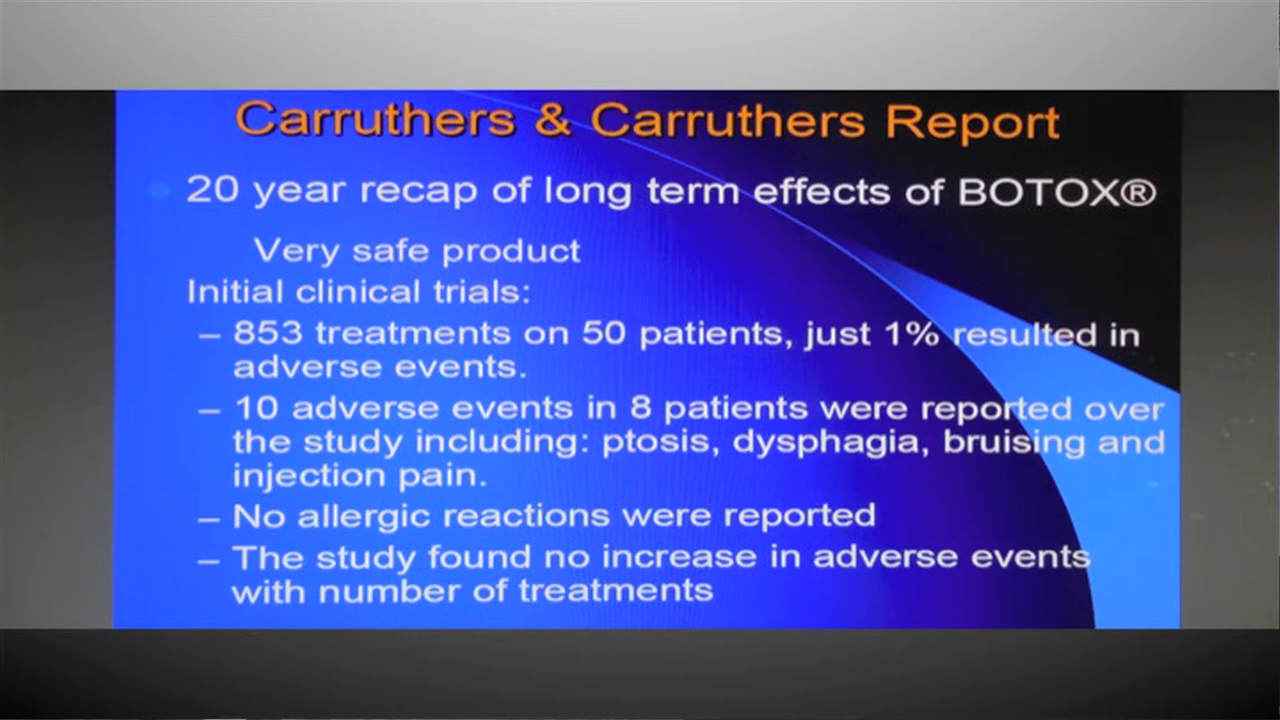 Carruthers & Carruthers Report
20 year recap of long term effects of BOTOX®
Very safe product
Initial clinical trials:
– 853 treatments on 50 patients, just 1% resulted in
adverse events.
– 10 adverse events in 8 patients were reported over
the study including: ptosis, dysphagia, bruising and
injection pain.
– No allergic reactions were reported
– The study found no increase in adverse events
with number of treatments